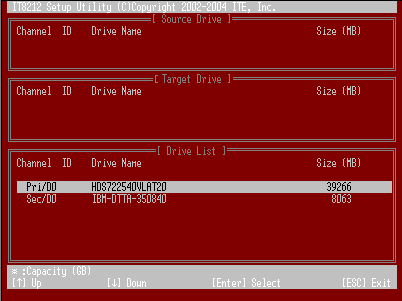 IT8212 Setup Utility (C)Copyright 2002-2004 ITE, Inc.
[ Source Drive ]
Channel ID Drive Name Size (MB)
[ Target Drive ]
Channel ID Drive Name Size (MB)
[ Drive List ]
Channel ID Drive Name Size (MB)
Pri/D0 HDS722540VLAT20 39266
Sec/D0 IBM-DTTA-350840 8063
* :Capacity (GB)
[↑] Up [↓] Down [Enter] Select [ESC] Exit